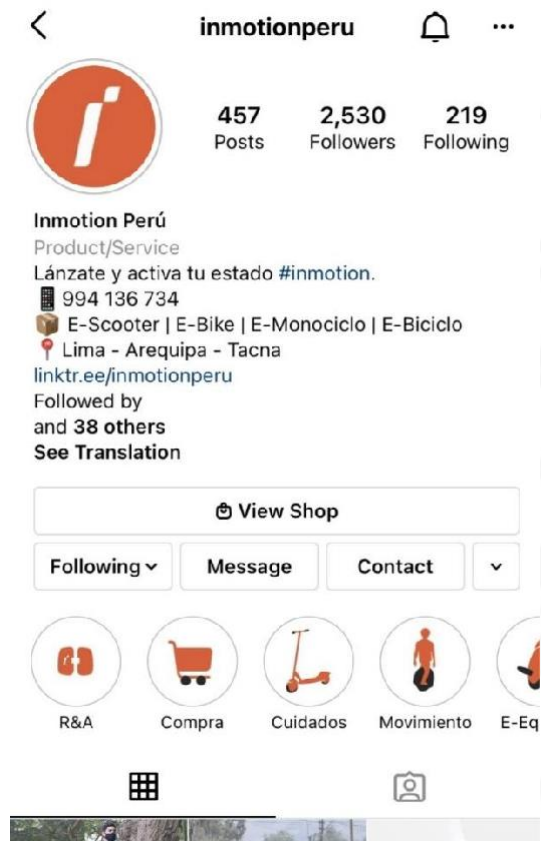 inmotionperu
457 2,530 219
Posts Followers Following
Inmotion Perú
Product/Service
Lánzate y activa tu estado #inmotion.
994 136 734
E-Scooter | E-Bike | E-Monociclo | E-Biciclo
Lima - Arequipa - Tacna
linktr.ee/inmotionperu
Followed by
and 38 others
See Translation
View Shop
Following Message Contact
R&A Compra Cuidados Movimiento E-Eq